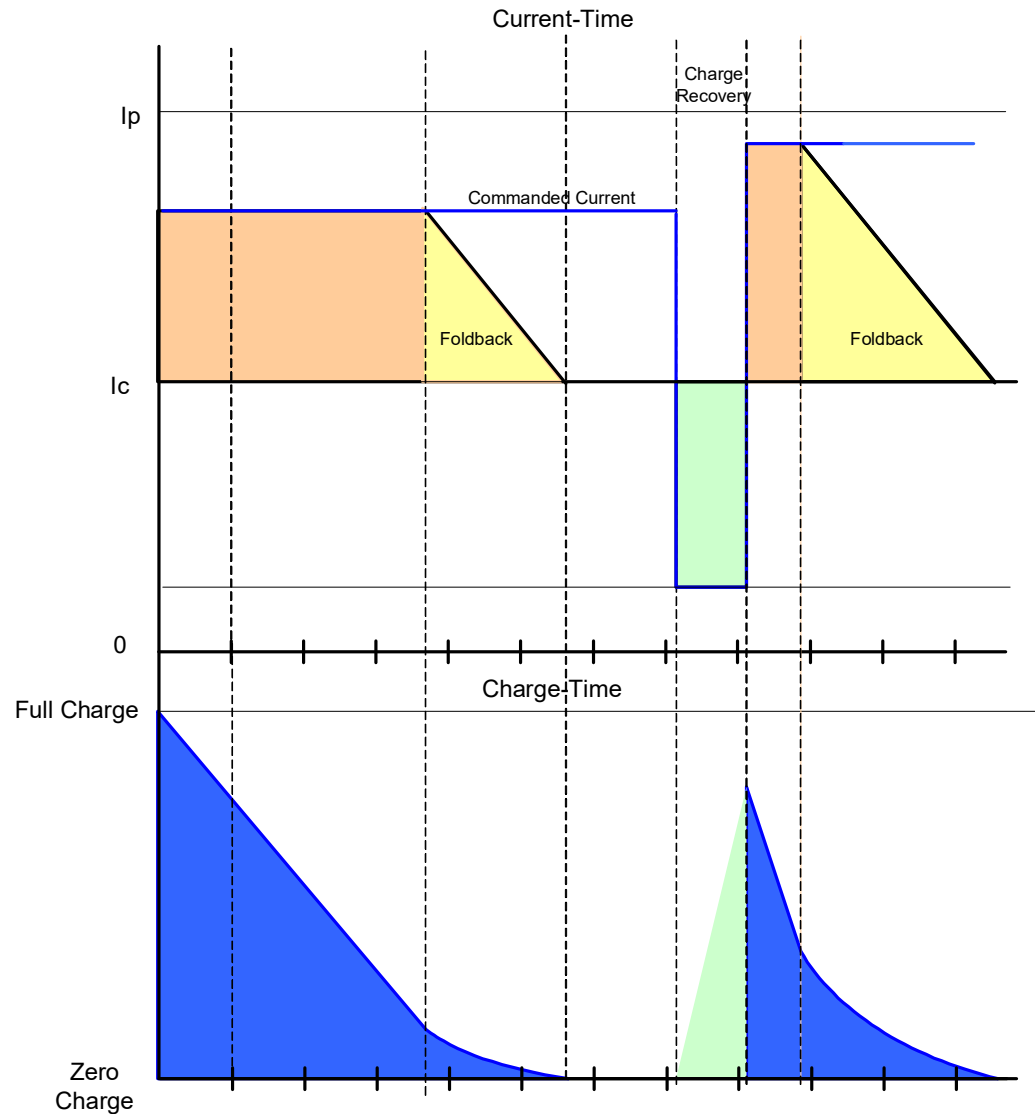 Current-Time
Charge
Recovery
Ip
Commanded Current
Foldback
Foldback
Ic
0
Charge-Time
Full Charge
Zero
Charge